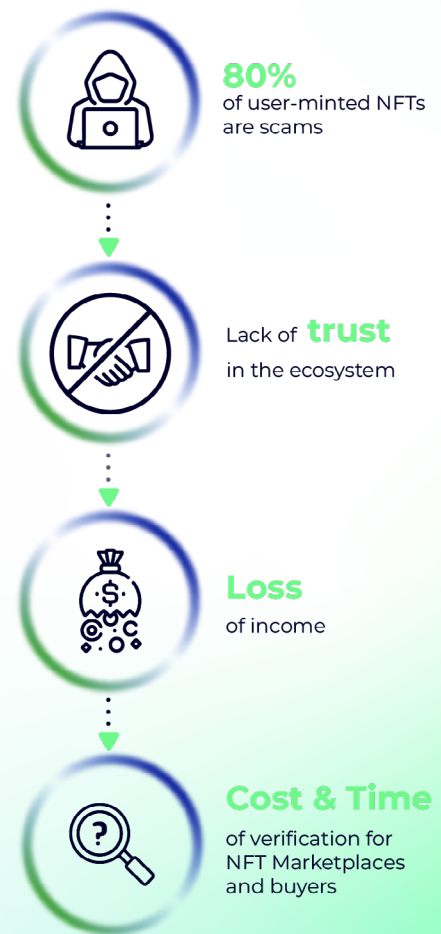 80%
of user-minted NFTs
are scams
Lack of trust
in the ecosystem
$
Loss
of income
?
Cost & Time
of verification for
NFT Marketplaces
and buyers